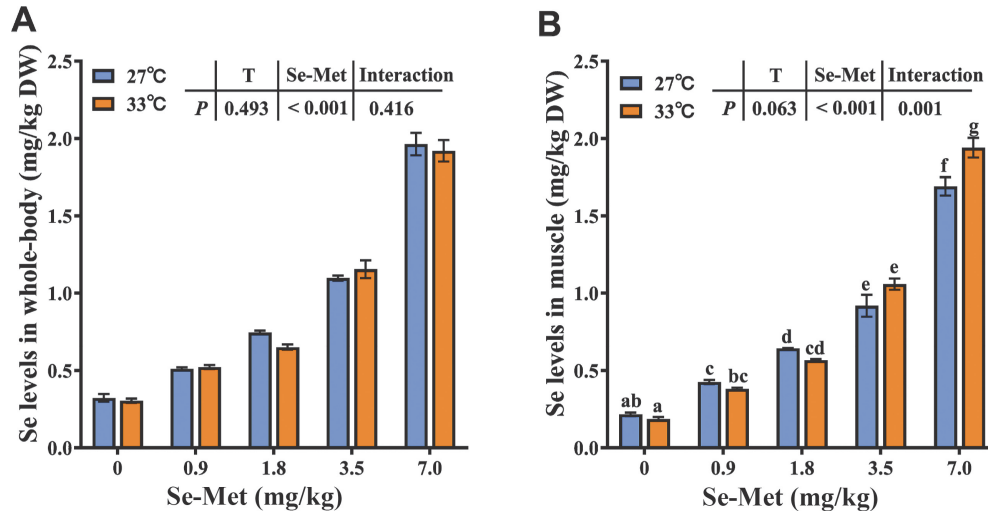 A
Se levels in whole-body (mg/kg DW)
2.5
2.0
1.5
1.0
0.5
0.0
27℃
33℃
T Se-Met Interaction
P 0.493 < 0.001 0.416
0 0.9 1.8 3.5 7.0
Se-Met (mg/kg)
B
Se levels in muscle (mg/kg DW)
2.5
2.0
1.5
1.0
0.5
0.0
27℃
33℃
T Se-Met Interaction
P 0.063 < 0.001 0.001
ab a c bc d cd e e f g
0 0.9 1.8 3.5 7.0
Se-Met (mg/kg)